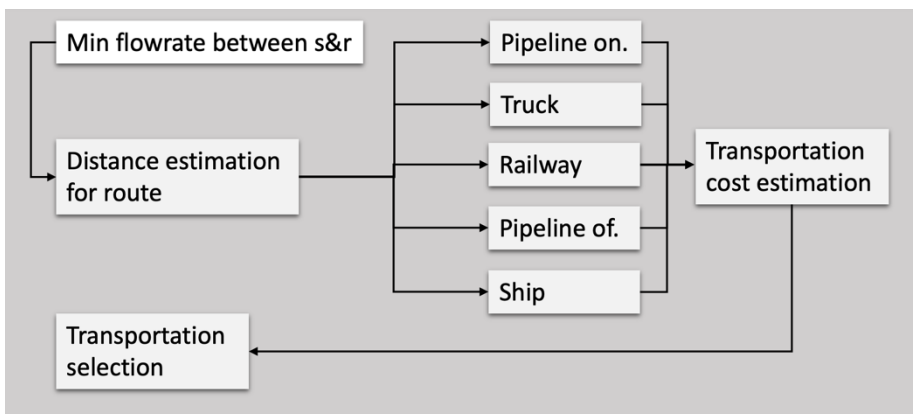 Min flowrate between s&r
Distance estimation
for route
Pipeline on.
Truck
Railway
Pipeline of.
Ship
Transportation
cost estimation
Transportation
selection